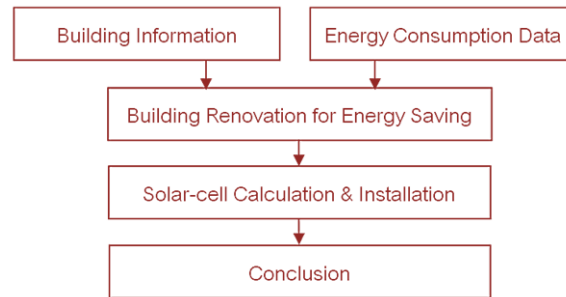 Building Information
Energy Consumption Data
Building Renovation for Energy Saving
Solar-cell Calculation & Installation
Conclusion